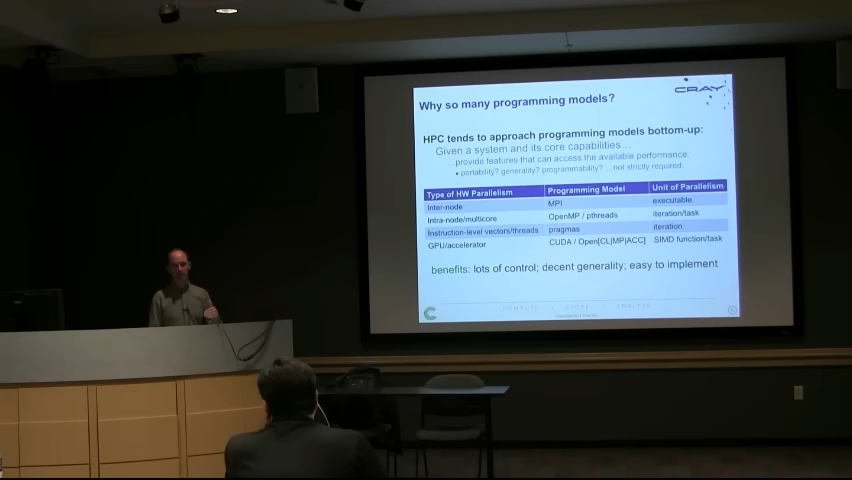 Why so many programming models?
CRAY
HPC tends to approach programming models bottom-up:
Given a system and its core capabilities…
…provide features that can access the available performance.
• portability? generality? programmability? …not strictly required.
Type of HW Parallelism Programming Model Unit of Parallelism
Inter-node MPI executable
Intra-node/multicore OpenMP / pthreads iteration/task
Instruction-level vectors/threads pragmas iteration
GPU/accelerator CUDA / Open[CL|MP|ACC] SIMD function/task
benefits: lots of control; decent generality; easy to implement
COMPUTE | STORE | ANALYZE